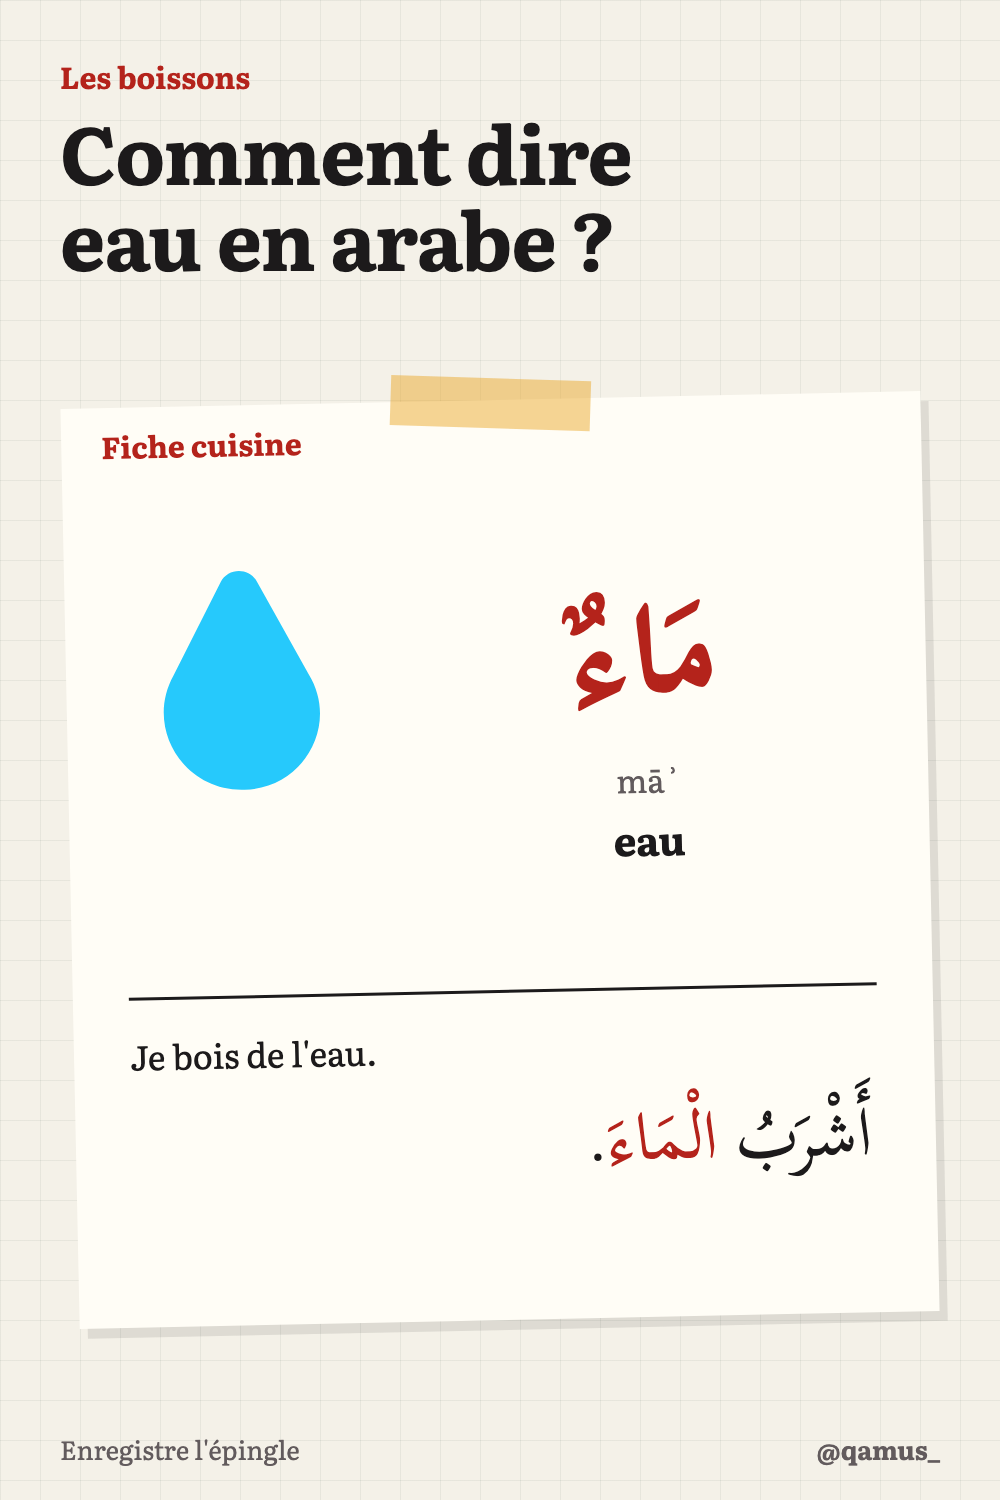 Les boissons
Comment dire
eau en arabe ?
Fiche cuisine
مَاءٌ
māʾ
eau
Je bois de l'eau.
أَشْرَبُ الْمَاءَ.
Enregistre l'épingle
@qamus_